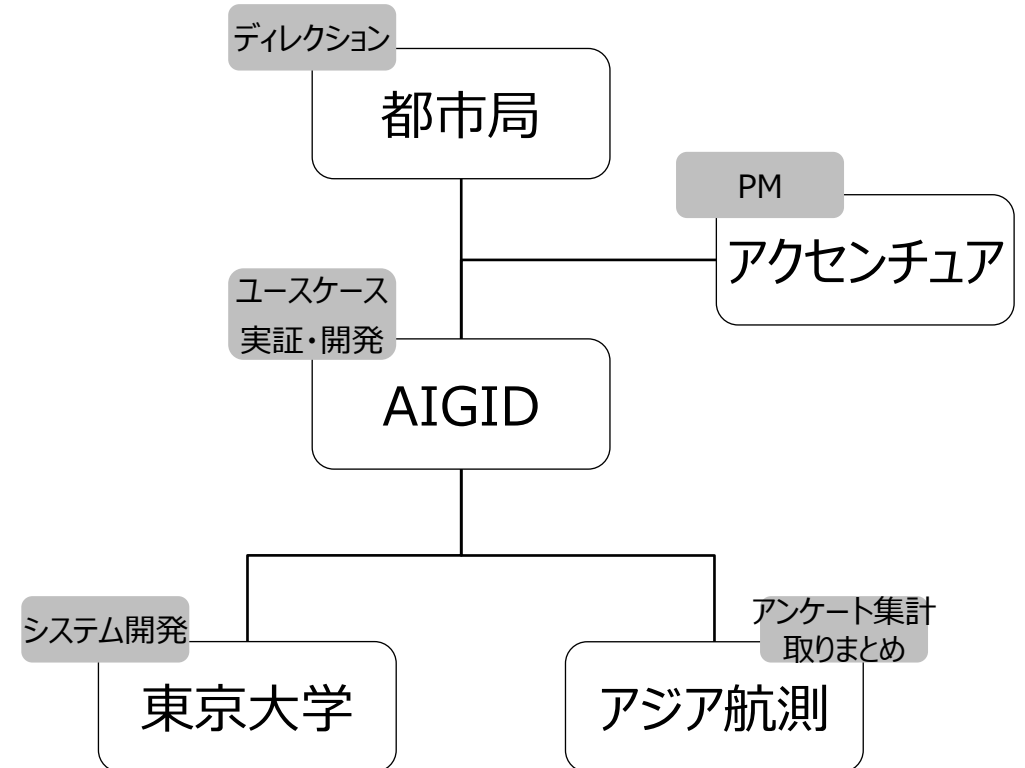 ディレクション
都市局
PM
アクセンチュア
ユースケース
実証・開発
AIGID
システム開発
東京大学
アンケート集計
取りまとめ
アジア航測